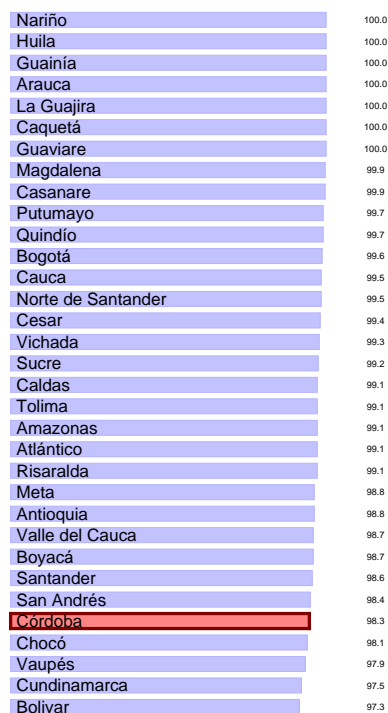 Nariño 100.0
Huila 100.0
Guainía 100.0
Arauca 100.0
La Guajira 100.0
Caquetá 100.0
Guaviare 100.0
Magdalena 99.9
Casanare 99.9
Putumayo 99.7
Quindío 99.7
Bogotá 99.6
Cauca 99.5
Norte de Santander 99.5
Cesar 99.4
Vichada 99.3
Sucre 99.2
Caldas 99.1
Tolima 99.1
Amazonas 99.1
Atlántico 99.1
Risaralda 99.1
Meta 98.8
Antioquia 98.8
Valle del Cauca 98.7
Boyacá 98.7
Santander 98.6
San Andrés 98.4
Córdoba 98.3
Chocó 98.1
Vaupés 97.9
Cundinamarca 97.5
Bolivar 97.3